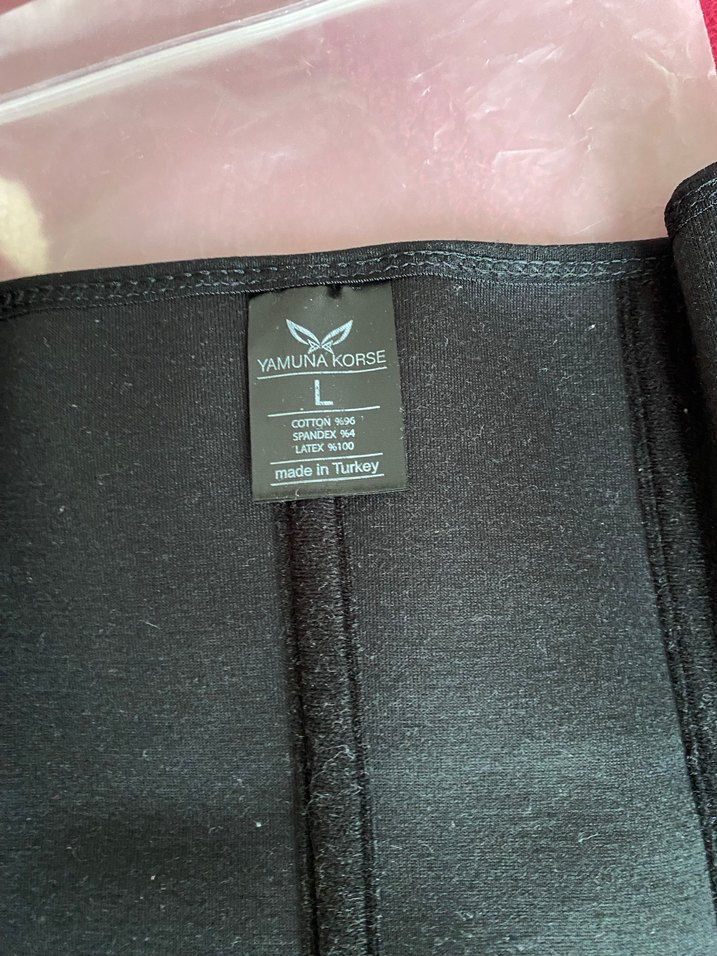 YAMUNA KORSE
L
COTTON %96
SPANDEX %4
LATEX %100
made in Turkey